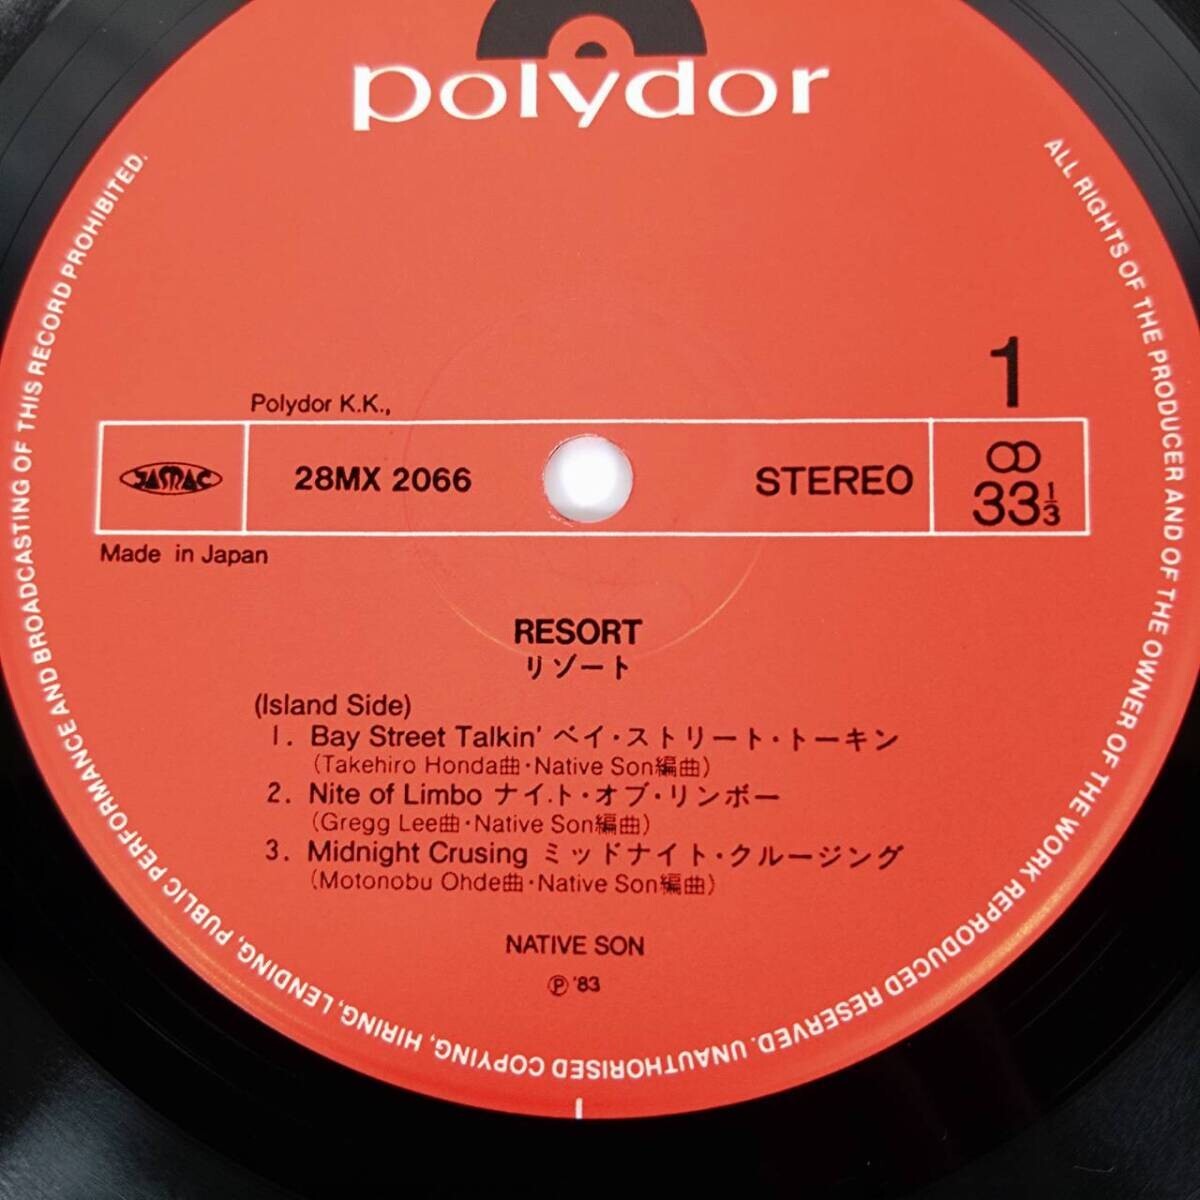 polydor
1
Polydor K.K.,
JASRAC
28MX 2066
STEREO
33 1/3
Made in Japan
RESORT
リゾート
(Island Side)
1. Bay Street Talkin' ベイ・ストリート・トーキン
(Takehiro Honda曲・Native Son編曲)
2. Nite of Limbo ナイト・オブ・リンボー
(Gregg Lee曲・Native Son編曲)
3. Midnight Crusing ミッドナイト・クルージング
(Motonobu Ohde曲・Native Son編曲)
NATIVE SON
Ⓟ '83
ALL RIGHTS OF THE PRODUCER AND OF THE OWNER OF THE WORK REPRODUCED RESERVED. UNAUTHORISED COPYING, HIRING, LENDING, PUBLIC PERFORMANCE AND BROADCASTING OF THIS RECORD PROHIBITED.